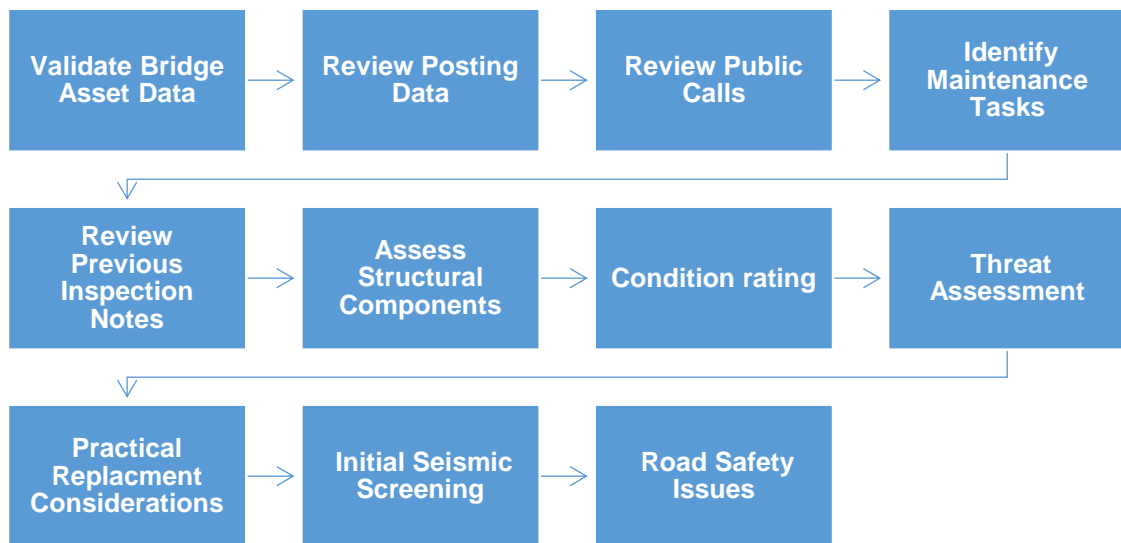 Validate Bridge
Asset Data
Review Posting
Data
Review Public
Calls
Identify
Maintenance
Tasks
Review
Previous
Inspection
Notes
Assess
Structural
Components
Condition rating
Threat
Assessment
Practical
Replacment
Considerations
Initial Seismic
Screening
Road Safety
Issues